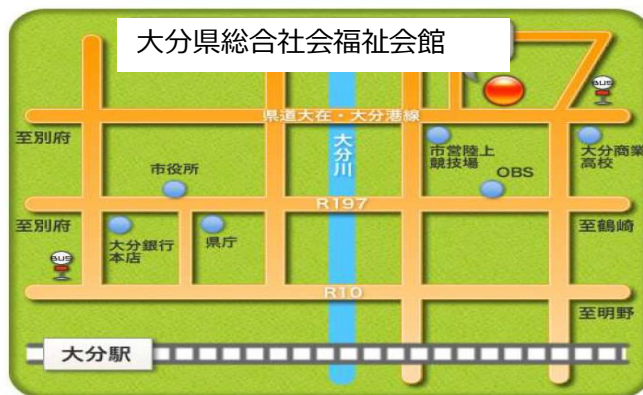 大分県総合社会福祉会館
BUS
県道大在・大分港線
至別府
大分川
市営陸上
競技場
大分商業
高校
市役所
OBS
R197
至別府
大分銀行
本店
県庁
至鶴崎
BUS
R10
至明野
大分駅